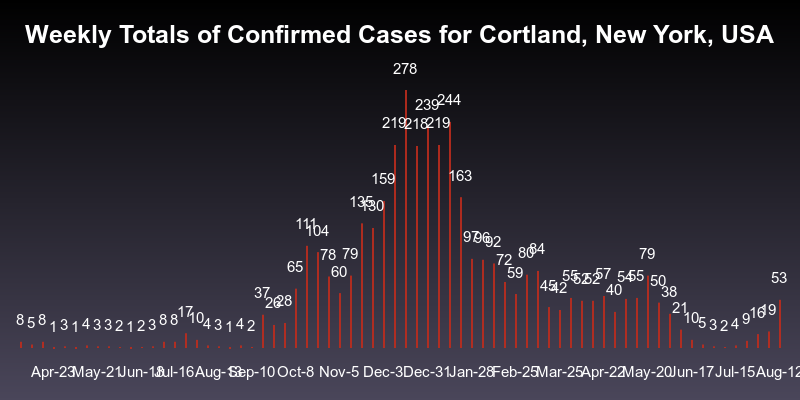 Weekly Totals of Confirmed Cases for Cortland, New York, USA
8 5 8 1 3 1 4 3 3 2 1 2 3 8 8 17 10 4 3 1 4 2 37 26 28 65 111 104 78 60 79 135 130 159 219 278 218 239 219 244 163 97 96 92 72 59 80 84 45 42 55 52 52 57 40 54 55 79 50 38 21 10 5 3 2 4 9 16 19 53
Apr-23 May-21 Jun-18 Jul-16 Aug-13 Sep-10 Oct-8 Nov-5 Dec-3 Dec-31 Jan-28 Feb-25 Mar-25 Apr-22 May-20 Jun-17 Jul-15 Aug-12